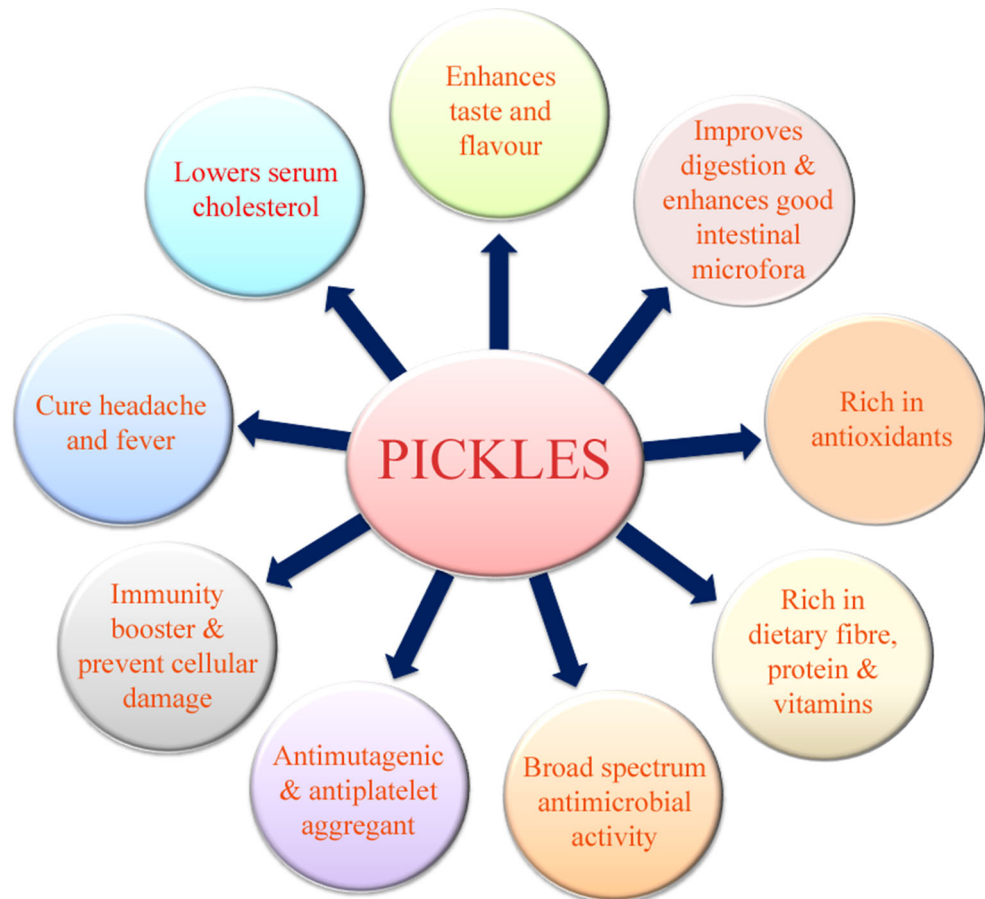 Enhances
taste and
flavour
Improves
digestion &
enhances good
intestinal
microfora
Rich in
antioxidants
Rich in
dietary fibre,
protein &
vitamins
Broad spectrum
antimicrobial
activity
Antimutagenic
& antiplatelet
aggregant
Immunity
booster &
prevent cellular
damage
Cure headache
and fever
Lowers serum
cholesterol
PICKLES